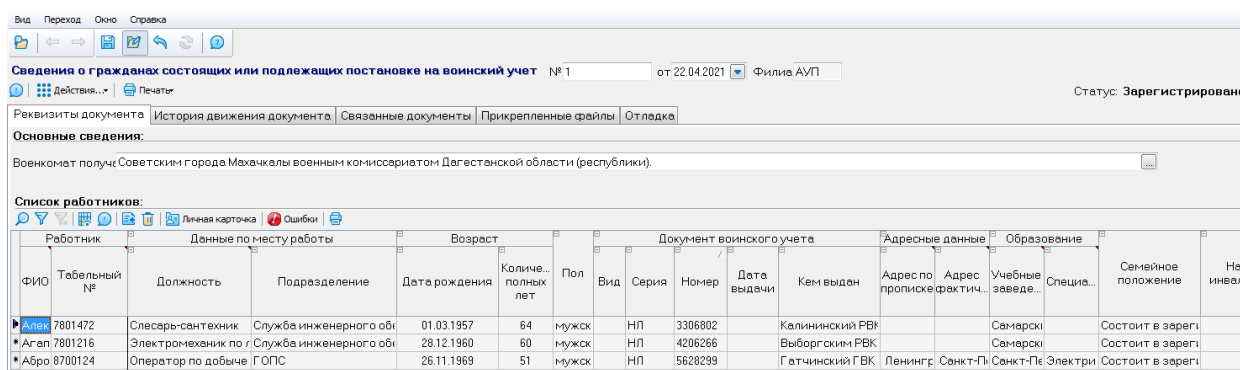 Вид Переход Окно Справка
Сведения о гражданах состоящих или подлежащих постановке на воинский учет № 1 от 22.04.2021 Филиа АУП
Действия... Печать Статус: Зарегистрирован
Реквизиты документа История движения документа Связанные документы Прикрепленные файлы Отладка
Основные сведения:
Военкомат получа Советским города Махачкалы военным комиссариатом Дагестанской области (республики). ...
Список работников:
Личная карточка Ошибки
Работник Данные по месту работы Возраст Документ воинского учета Адресные данные Образование
ФИО Табельный № Должность Подразделение Дата рождения Количе... полных лет Пол Вид Серия Номер Дата выдачи Кем выдан Адрес по прописке Адрес фактич... Учебные заведе... Специа... Семейное положение На инвал
Алек 7801472 Слесарь-сантехник Служба инженерного обе 01.03.1957 64 мужск НЛ 3306802 Калининский РВК Самарск Состоит в зареги
Агап 7801216 Электромеханик по л Служба инженерного обе 28.12.1960 60 мужск НЛ 4206266 Выборгским РВК Самарск Состоит в зареги
Абро 8700124 Оператор по добыче ГОПС 26.11.1969 51 мужск НЛ 5628299 Гатчинский ГВК Ленингр Санкт-П Санкт-Пе Электри Состоит в зареги